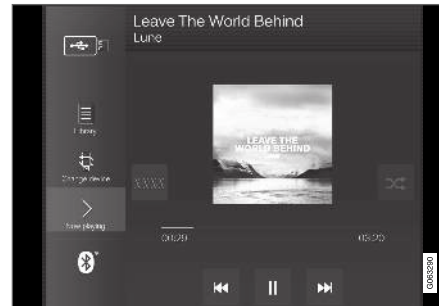 Leave The World Behind
Lune
Library
Change device
Now playing
LEAVE THE
WORLD BEHIND
00:29
03:20
G063290